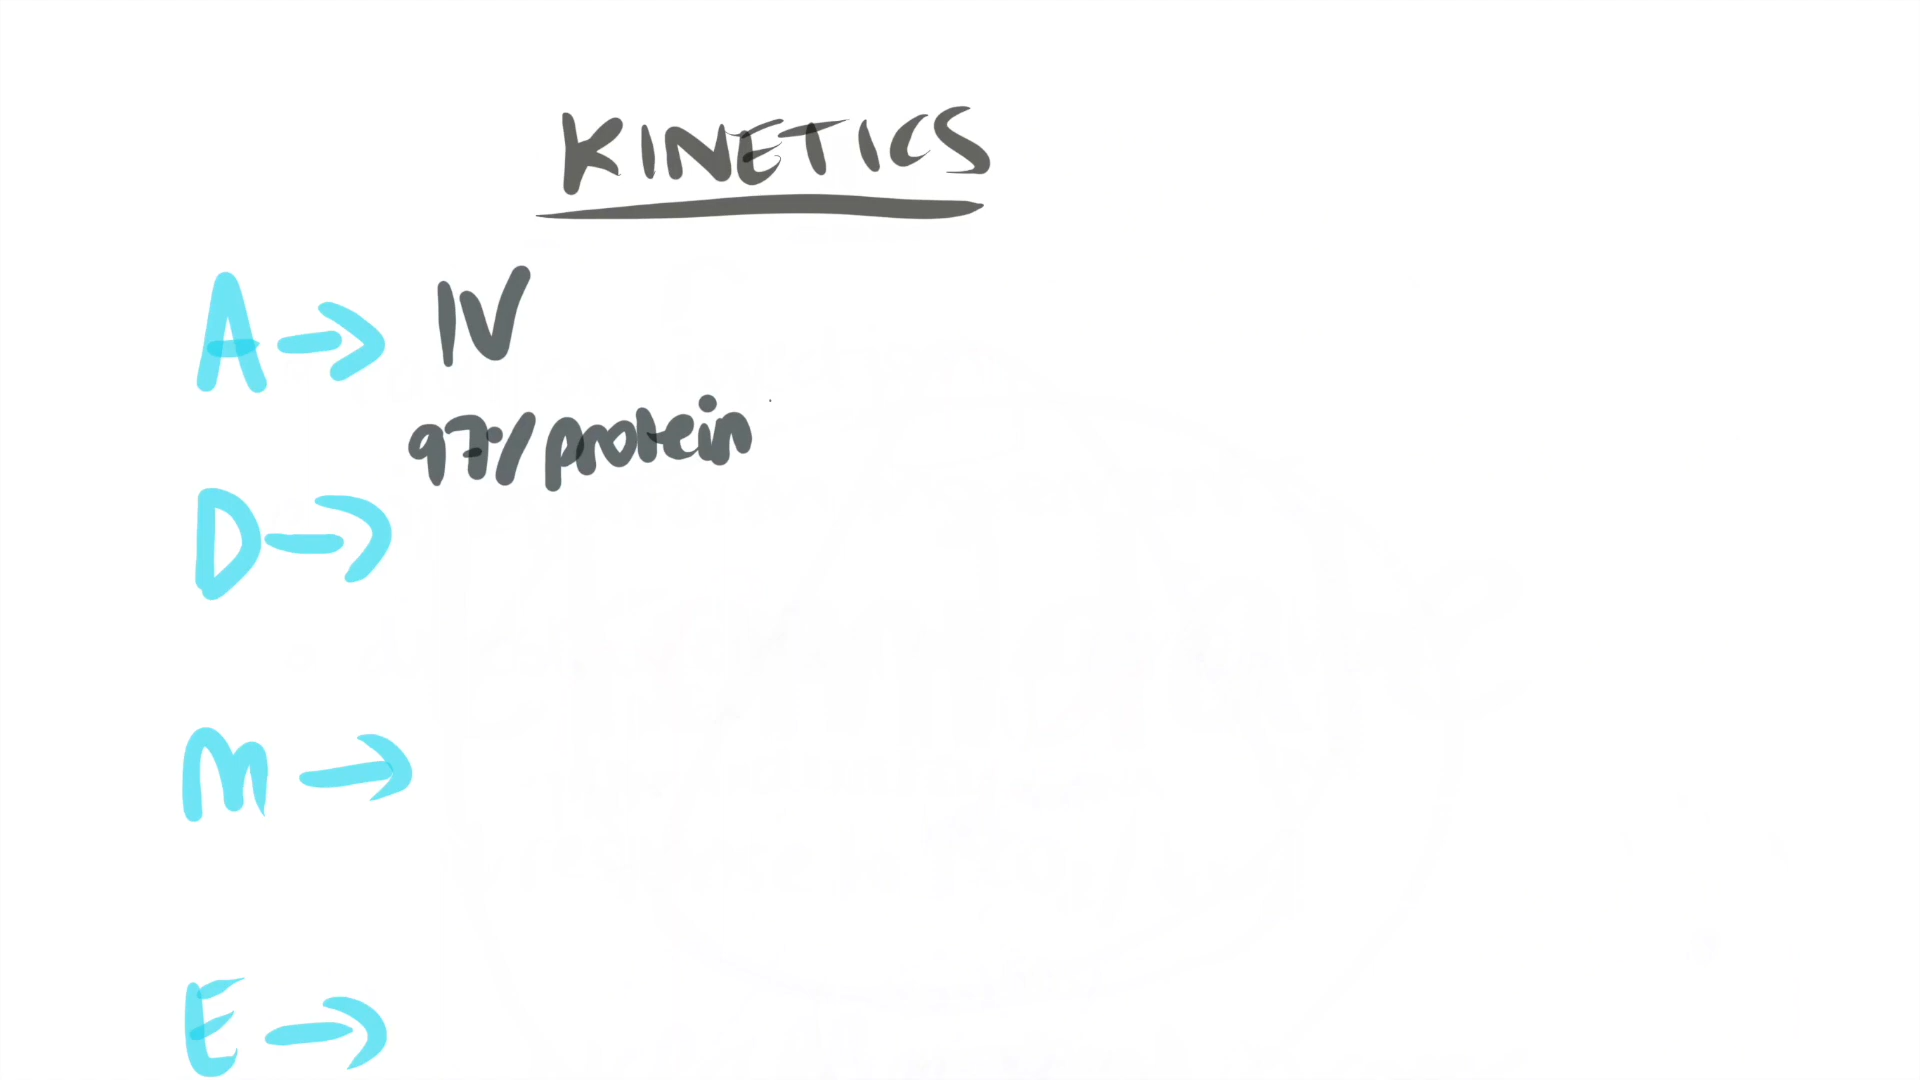 KINETICS
A → IV
97%/protein
D →
M →
E →